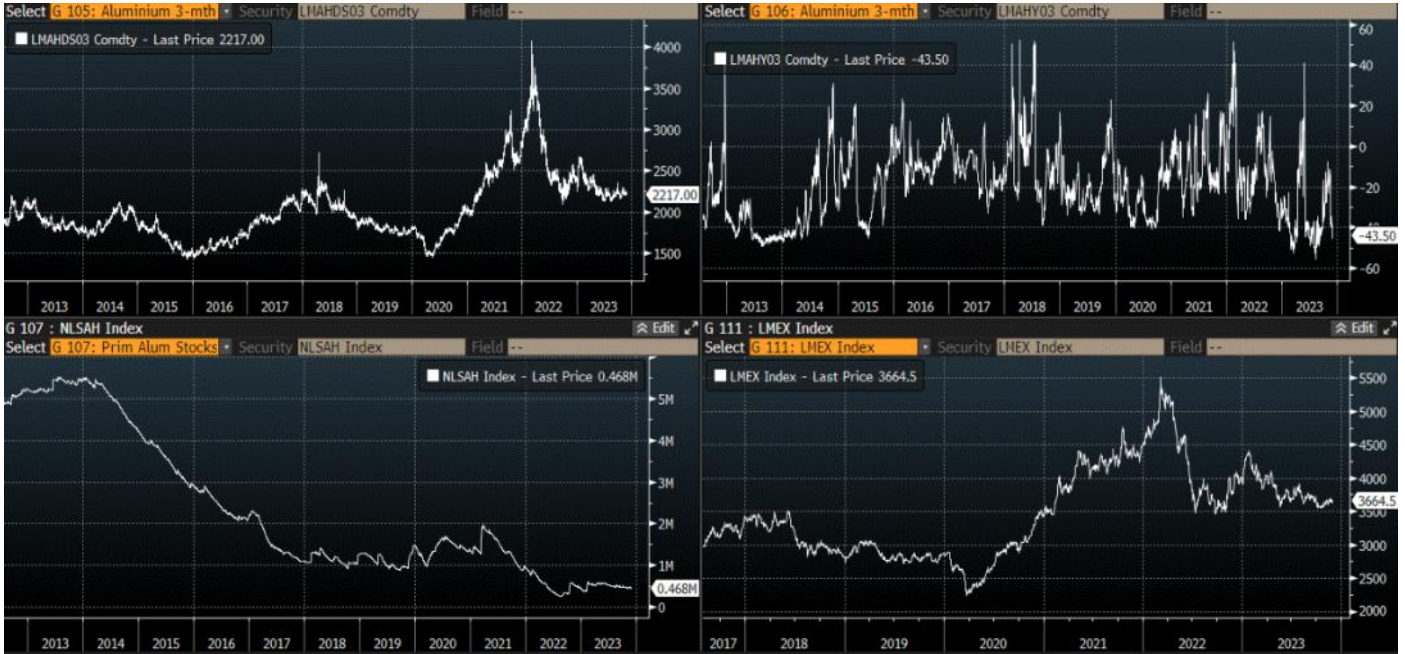 Select G 105: Aluminium 3-mth Security LMAHDS03 Comdty Field --
LMAHDS03 Comdty - Last Price 2217.00
4000
3500
3000
2500
2217.00
2000
1500
2013 2014 2015 2016 2017 2018 2019 2020 2021 2022 2023
Select G 106: Aluminium 3-mth Security LMAHY03 Comdty Field --
LMAHY03 Comdty - Last Price -43.50
60
40
20
0
-20
-40
-43.50
-60
2013 2014 2015 2016 2017 2018 2019 2020 2021 2022 2023
G 107 : NLSAH Index Edit
Select G 107: Prim Alum Stocks Security NLSAH Index Field --
NLSAH Index - Last Price 0.468M
5M
4M
3M
2M
1M
0.468M
0
2013 2014 2015 2016 2017 2018 2019 2020 2021 2022 2023
G 111 : LMEX Index Edit
Select G 111: LMEX Index Security LMEX Index Field --
LMEX Index - Last Price 3664.5
5500
5000
4500
4000
3664.5
3500
3000
2500
2000
2017 2018 2019 2020 2021 2022 2023